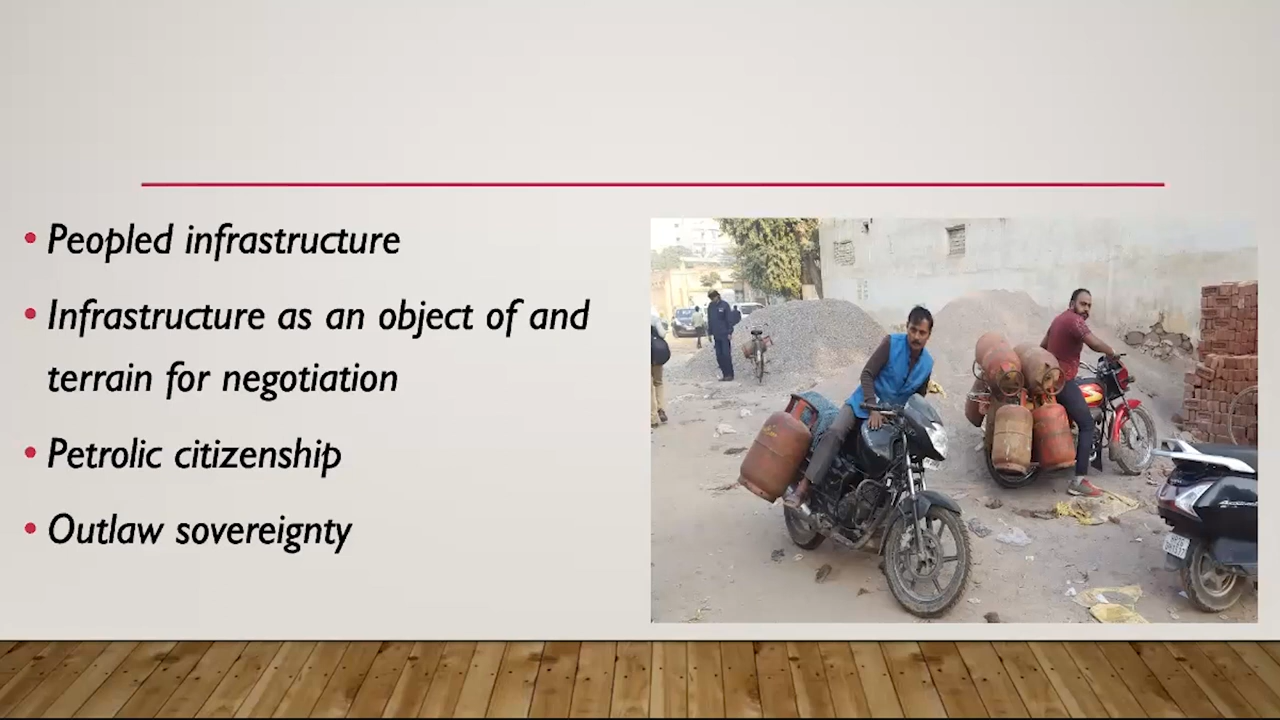 Peopled infrastructure
Infrastructure as an object of and
terrain for negotiation
Petrolic citizenship
Outlaw sovereignty